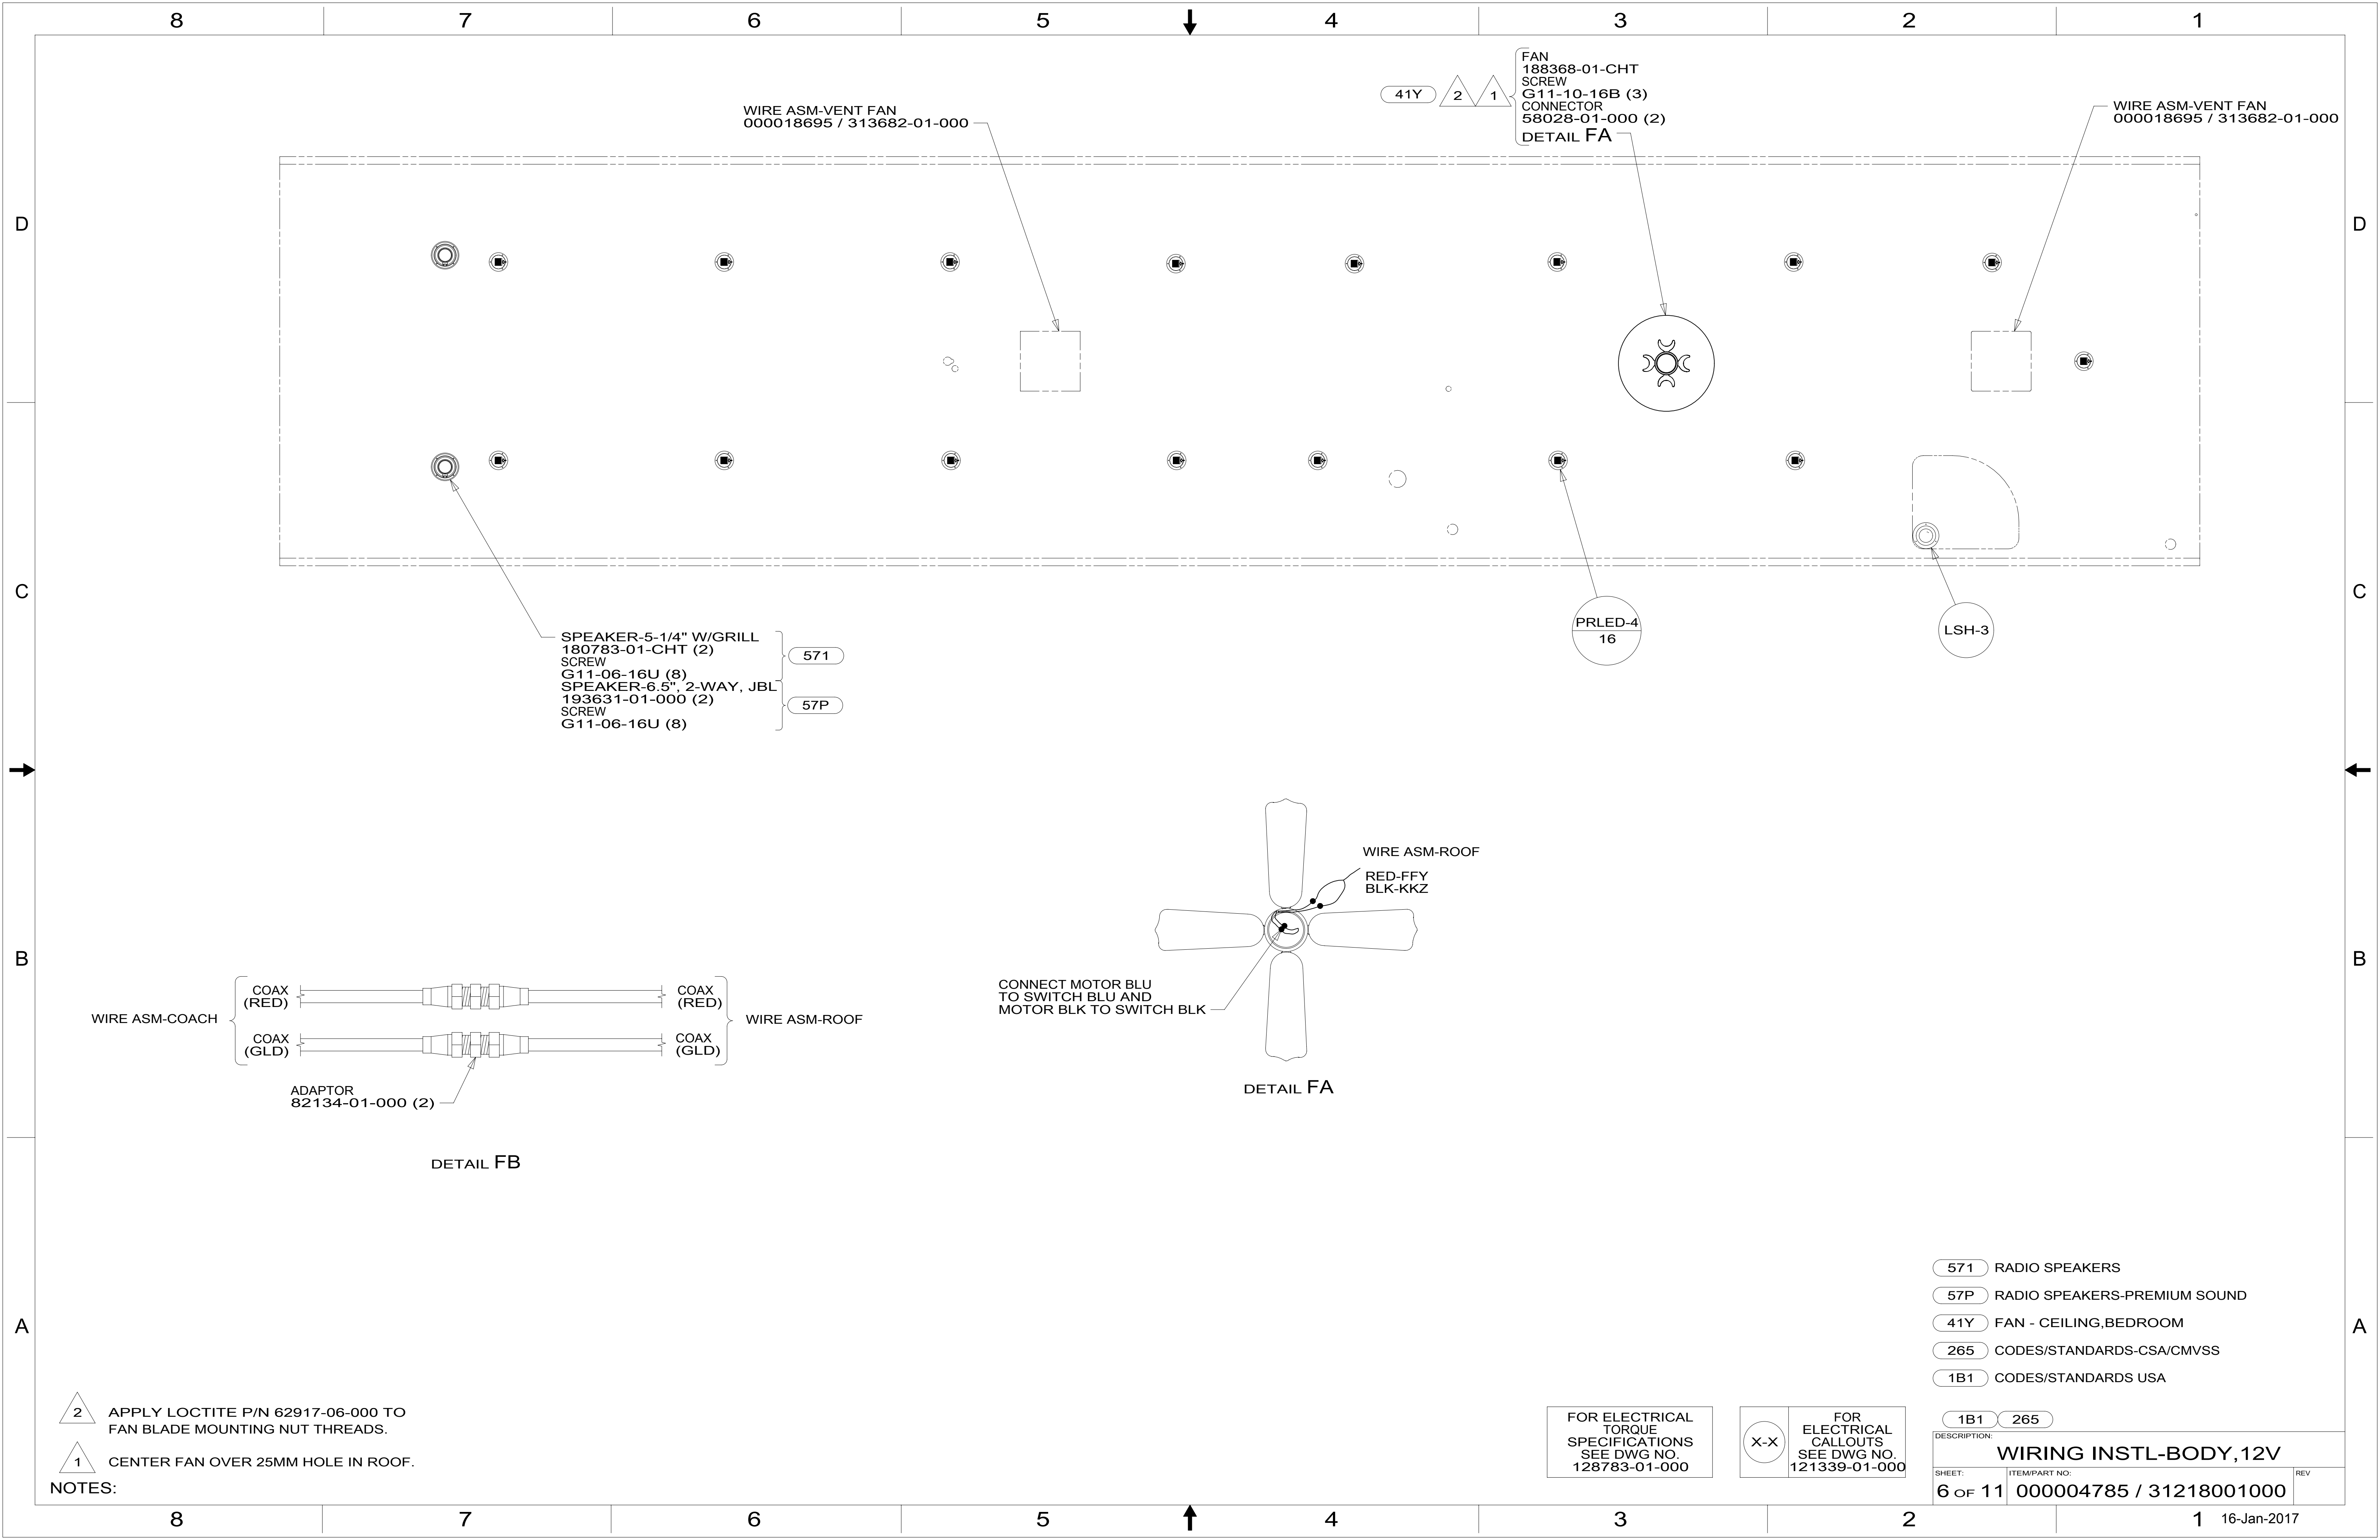 8 7 6 5 4 3 2 1
FAN
188368-01-CHT
SCREW
G11-10-16B (3)
CONNECTOR
58028-01-000 (2)
DETAIL FA
41Y 2 1
WIRE ASM-VENT FAN
000018695 / 313682-01-000
WIRE ASM-VENT FAN
000018695 / 313682-01-000
D D
C C
SPEAKER-5-1/4" W/GRILL
180783-01-CHT (2)
SCREW
G11-06-16U (8)
571
SPEAKER-6.5", 2-WAY, JBL
193631-01-000 (2)
SCREW
G11-06-16U (8)
57P
PRLED-4
16
LSH-3
WIRE ASM-ROOF
RED-FFY
BLK-KKZ
CONNECT MOTOR BLU
TO SWITCH BLU AND
MOTOR BLK TO SWITCH BLK
DETAIL FA
B B
WIRE ASM-COACH
COAX
(RED)
COAX
(GLD)
COAX
(RED)
COAX
(GLD)
WIRE ASM-ROOF
ADAPTOR
82134-01-000 (2)
DETAIL FB
A A
571 RADIO SPEAKERS
57P RADIO SPEAKERS-PREMIUM SOUND
41Y FAN - CEILING,BEDROOM
265 CODES/STANDARDS-CSA/CMVSS
1B1 CODES/STANDARDS USA
2 APPLY LOCTITE P/N 62917-06-000 TO
FAN BLADE MOUNTING NUT THREADS.
1 CENTER FAN OVER 25MM HOLE IN ROOF.
NOTES:
FOR ELECTRICAL
TORQUE
SPECIFICATIONS
SEE DWG NO.
128783-01-000
X-X
FOR
ELECTRICAL
CALLOUTS
SEE DWG NO.
121339-01-000
1B1 265
DESCRIPTION:
WIRING INSTL-BODY,12V
SHEET: ITEM/PART NO: REV
6 OF 11 000004785 / 31218001000
8 7 6 5 4 3 2 1
16-Jan-2017